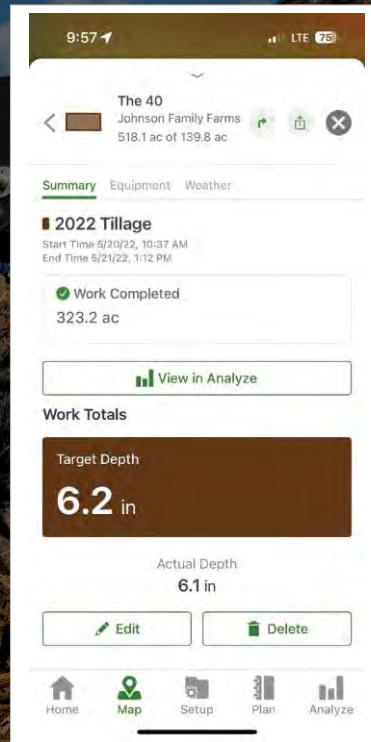 9:57
LTE 75
The 40
Johnson Family Farms
518.1 ac of 139.8 ac
Summary Equipment Weather
2022 Tillage
Start Time 5/20/22, 10:37 AM
End Time 5/21/22, 1:12 PM
Work Completed
323.2 ac
View in Analyze
Work Totals
Target Depth
6.2 in
Actual Depth
6.1 in
Edit Delete
Home Map Setup Plan Analyze